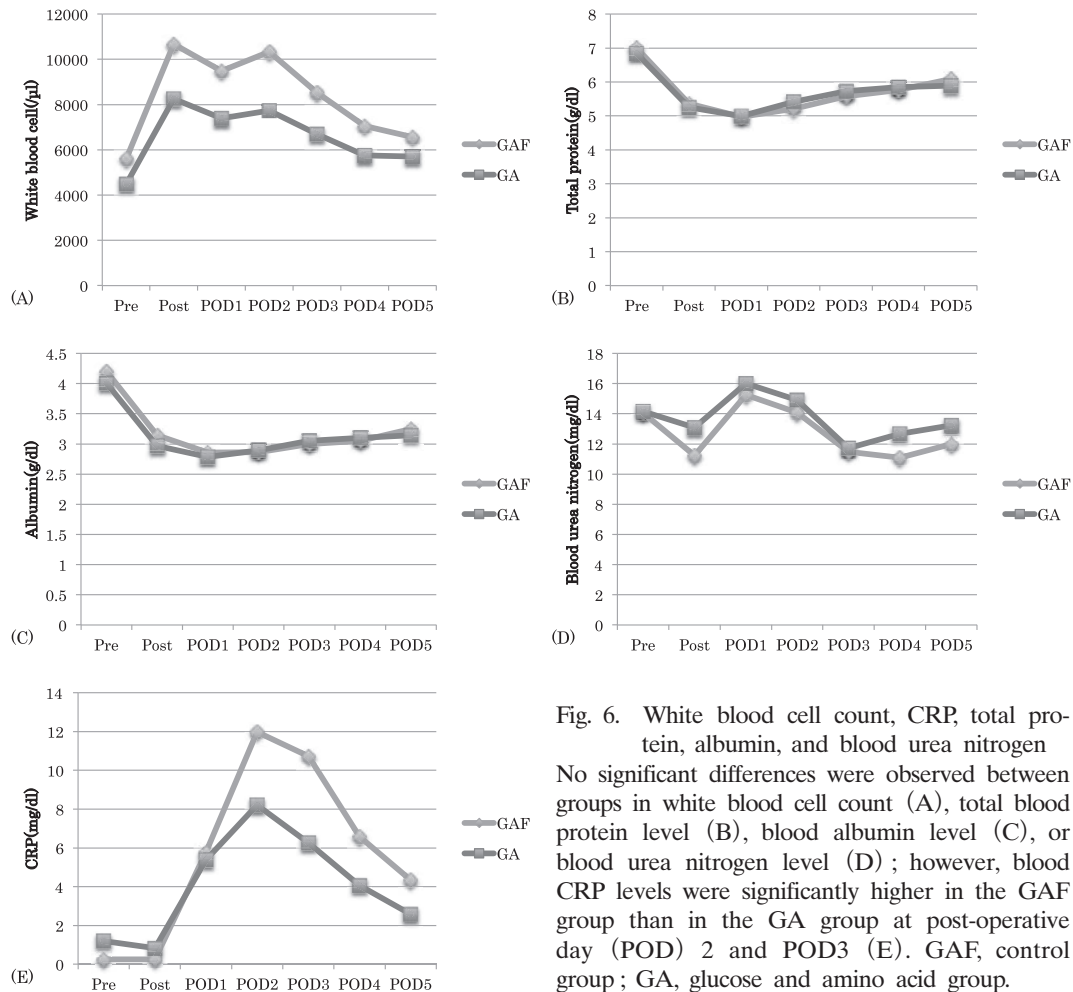 12000
10000
8000
6000
4000
2000
0
White blood cell(/μl)
Pre Post POD1 POD2 POD3 POD4 POD5
GAF
GA
(A)
8
7
6
5
4
3
2
1
0
Total protein(g/dl)
Pre Post POD1 POD2 POD3 POD4 POD5
GAF
GA
(B)
4.5
4
3.5
3
2.5
2
1.5
1
0.5
0
Albumin(g/dl)
Pre Post POD1 POD2 POD3 POD4 POD5
GAF
GA
(C)
18
16
14
12
10
8
6
4
2
0
Blood urea nitrogen(mg/dl)
Pre Post POD1 POD2 POD3 POD4 POD5
GAF
GA
(D)
14
12
10
8
6
4
2
0
CRP(mg/dl)
Pre Post POD1 POD2 POD3 POD4 POD5
GAF
GA
(E)
Fig. 6. White blood cell count, CRP, total pro-
tein, albumin, and blood urea nitrogen
No significant differences were observed between
groups in white blood cell count (A), total blood
protein level (B), blood albumin level (C), or
blood urea nitrogen level (D) ; however, blood
CRP levels were significantly higher in the GAF
group than in the GA group at post-operative
day (POD) 2 and POD3 (E). GAF, control
group ; GA, glucose and amino acid group.